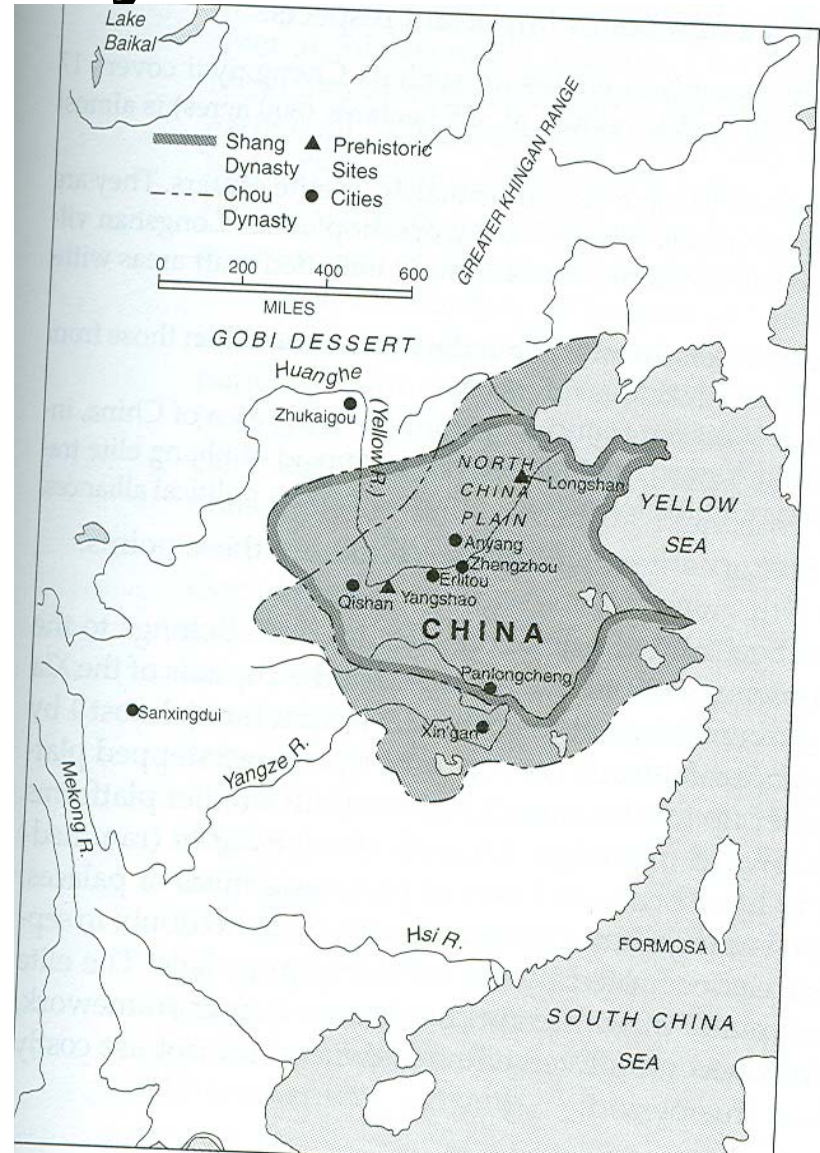 Lake
Baikal
Shang
Dynasty
Prehistoric
Sites
Chou
Dynasty
Cities
0 200 400 600
MILES
GREATER KHINGAN RANGE
GOBI DESSERT
Huanghe
(Yellow R.)
Zhukaigou
NORTH
CHINA
PLAIN
Longshan
YELLOW
SEA
Anyang
Zhengzhou
Erlitou
Qishan
Yangshao
CHINA
Panlongcheng
Sanxingdui
Xin'gan
Yangze R.
Mekong R.
Hsi R.
FORMOSA
SOUTH CHINA
SEA